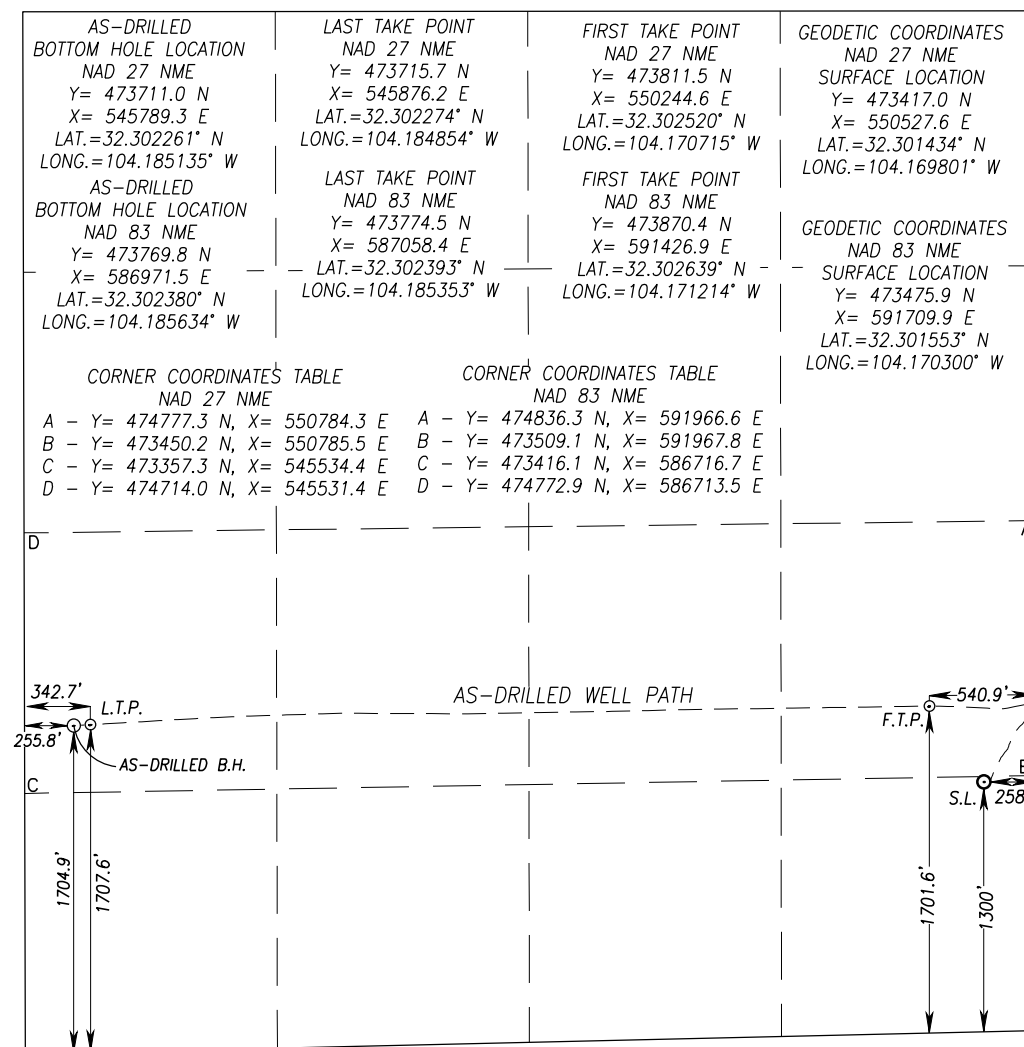 AS-DRILLED
BOTTOM HOLE LOCATION
NAD 27 NME
Y= 473711.0 N
X= 545789.3 E
LAT.=32.302261° N
LONG.=104.185135° W
AS-DRILLED
BOTTOM HOLE LOCATION
NAD 83 NME
Y= 473769.8 N
X= 586971.5 E
LAT.=32.302380° N
LONG.=104.185634° W
LAST TAKE POINT
NAD 27 NME
Y= 473715.7 N
X= 545876.2 E
LAT.=32.302274° N
LONG.=104.184854° W
LAST TAKE POINT
NAD 83 NME
Y= 473774.5 N
X= 587058.4 E
LAT.=32.302393° N
LONG.=104.185353° W
FIRST TAKE POINT
NAD 27 NME
Y= 473811.5 N
X= 550244.6 E
LAT.=32.302520° N
LONG.=104.170715° W
FIRST TAKE POINT
NAD 83 NME
Y= 473870.4 N
X= 591426.9 E
LAT.=32.302639° N
LONG.=104.171214° W
GEODETIC COORDINATES
NAD 27 NME
SURFACE LOCATION
Y= 473417.0 N
X= 550527.6 E
LAT.=32.301434° N
LONG.=104.169801° W
GEODETIC COORDINATES
NAD 83 NME
SURFACE LOCATION
Y= 473475.9 N
X= 591709.9 E
LAT.=32.301553° N
LONG.=104.170300° W
CORNER COORDINATES TABLE
NAD 27 NME
A - Y= 474777.3 N, X= 550784.3 E
B - Y= 473450.2 N, X= 550785.5 E
C - Y= 473357.3 N, X= 545534.4 E
D - Y= 474714.0 N, X= 545531.4 E
CORNER COORDINATES TABLE
NAD 83 NME
A - Y= 474836.3 N, X= 591966.6 E
B - Y= 473509.1 N, X= 591967.8 E
C - Y= 473416.1 N, X= 586716.7 E
D - Y= 474772.9 N, X= 586713.5 E
D
342.7'
L.T.P.
AS-DRILLED WELL PATH
540.9'
F.T.P.
255.8'
AS-DRILLED B.H.
C
S.L.
258
1704.9'
1707.6'
1701.6'
1300'